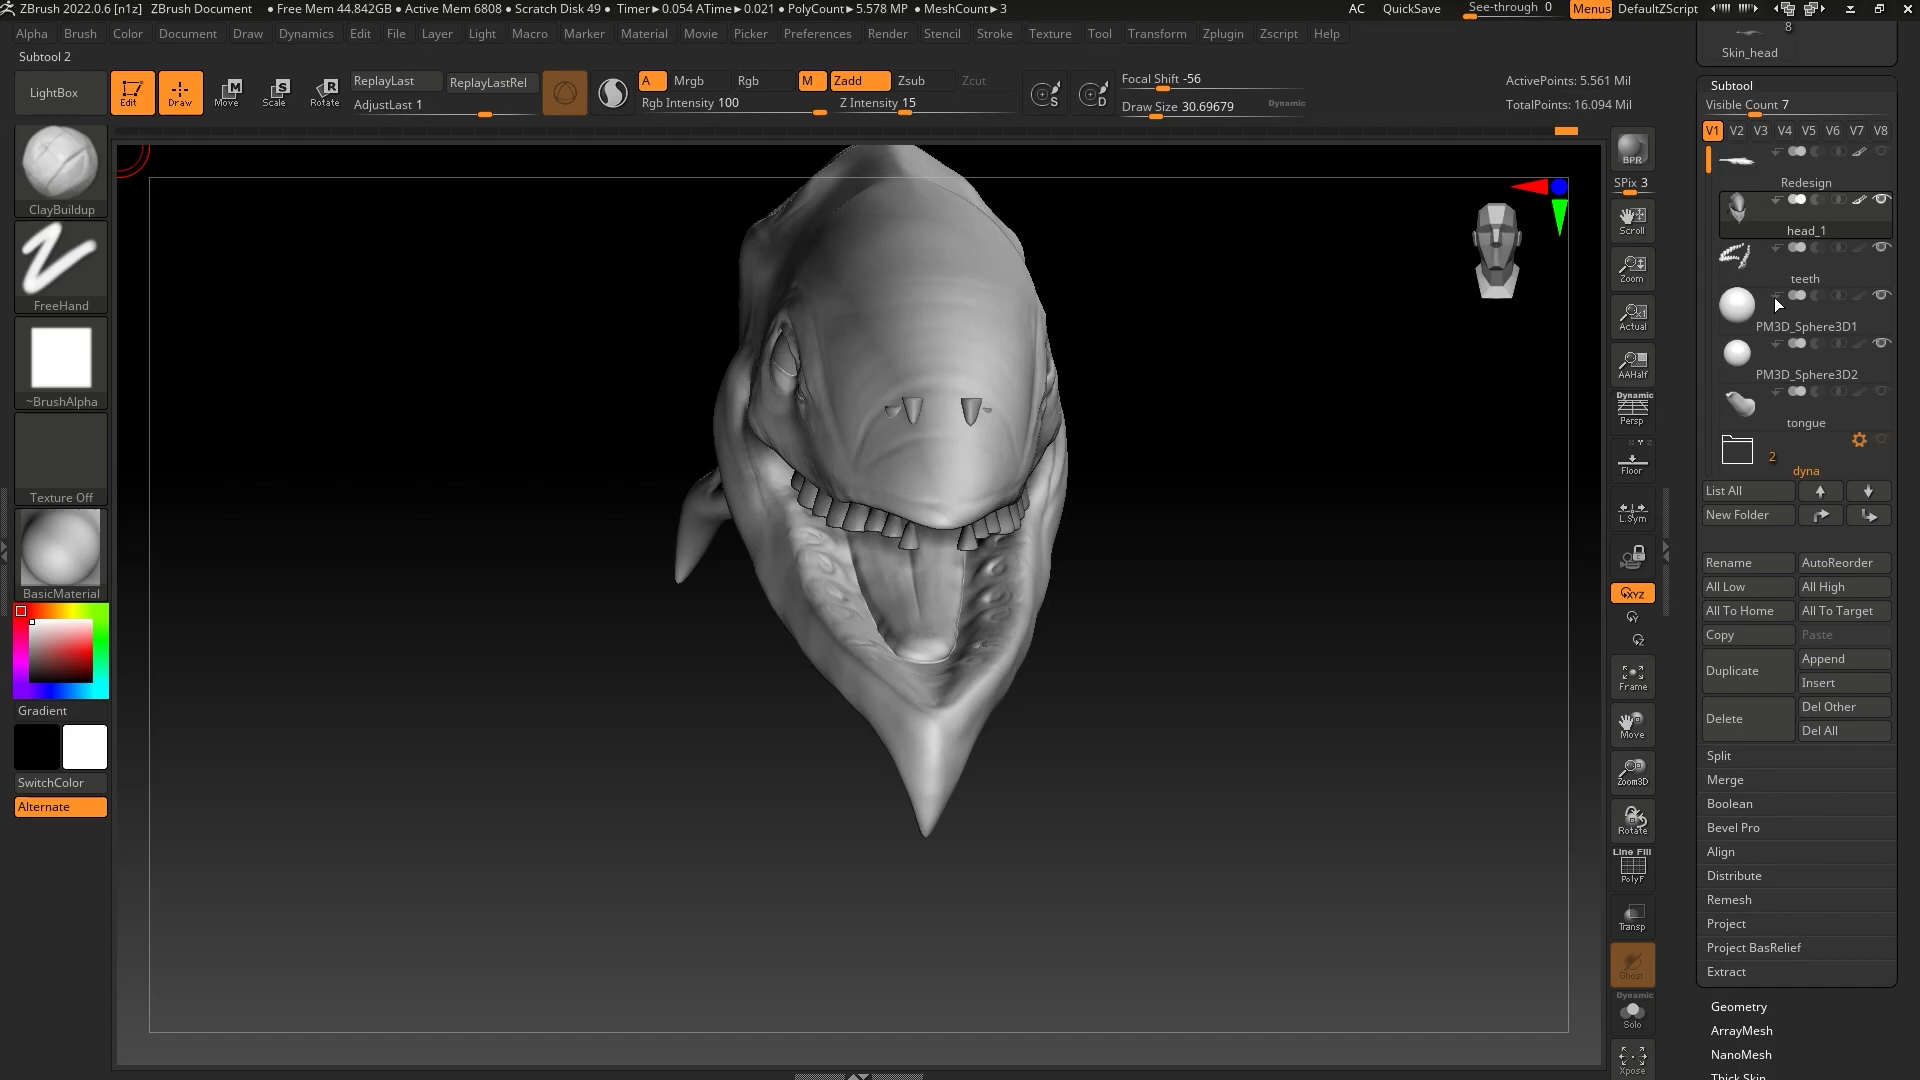 ZBrush 2022.0.6 [n1z] ZBrush Document • Free Mem 44.842GB • Active Mem 6808 • Scratch Disk 49 • Timer▸0.054 ATime▸0.021 • PolyCount▸5.578 MP • MeshCount▸3 AC QuickSave See-through 0 Menus DefaultZScript
Alpha Brush Color Document Draw Dynamics Edit File Layer Light Macro Marker Material Movie Picker Preferences Render Stencil Stroke Texture Tool Transform Zplugin Zscript Help
8
Skin_head
Subtool 2
LightBox
Edit Draw Move Scale Rotate
ReplayLast ReplayLastRel
AdjustLast 1
A Mrgb Rgb M Zadd Zsub Zcut
Rgb Intensity 100 Z Intensity 15
S D
Focal Shift -56
Draw Size 30.69679 Dynamic
ActivePoints: 5.561 Mil
TotalPoints: 16.094 Mil
ClayBuildup
FreeHand
~BrushAlpha
Texture Off
BasicMaterial
Gradient
SwitchColor
Alternate
BPR
SPix 3
Scroll
Zoom
Actual
AAHalf
Dynamic
Persp
Floor
L.Sym
XYZ
Y
Z
Frame
Move
Zoom3D
Rotate
Line Fill
PolyF
Transp
Ghost
Dynamic
Solo
Xpose
Subtool
Visible Count 7
V1 V2 V3 V4 V5 V6 V7 V8
Redesign
head_1
teeth
PM3D_Sphere3D1
PM3D_Sphere3D2
tongue
2
dyna
List All
New Folder
Rename AutoReorder
All Low All High
All To Home All To Target
Copy Paste
Duplicate Append
Insert
Delete Del Other
Del All
Split
Merge
Boolean
Bevel Pro
Align
Distribute
Remesh
Project
Project BasRelief
Extract
Geometry
ArrayMesh
NanoMesh
Thick Skin